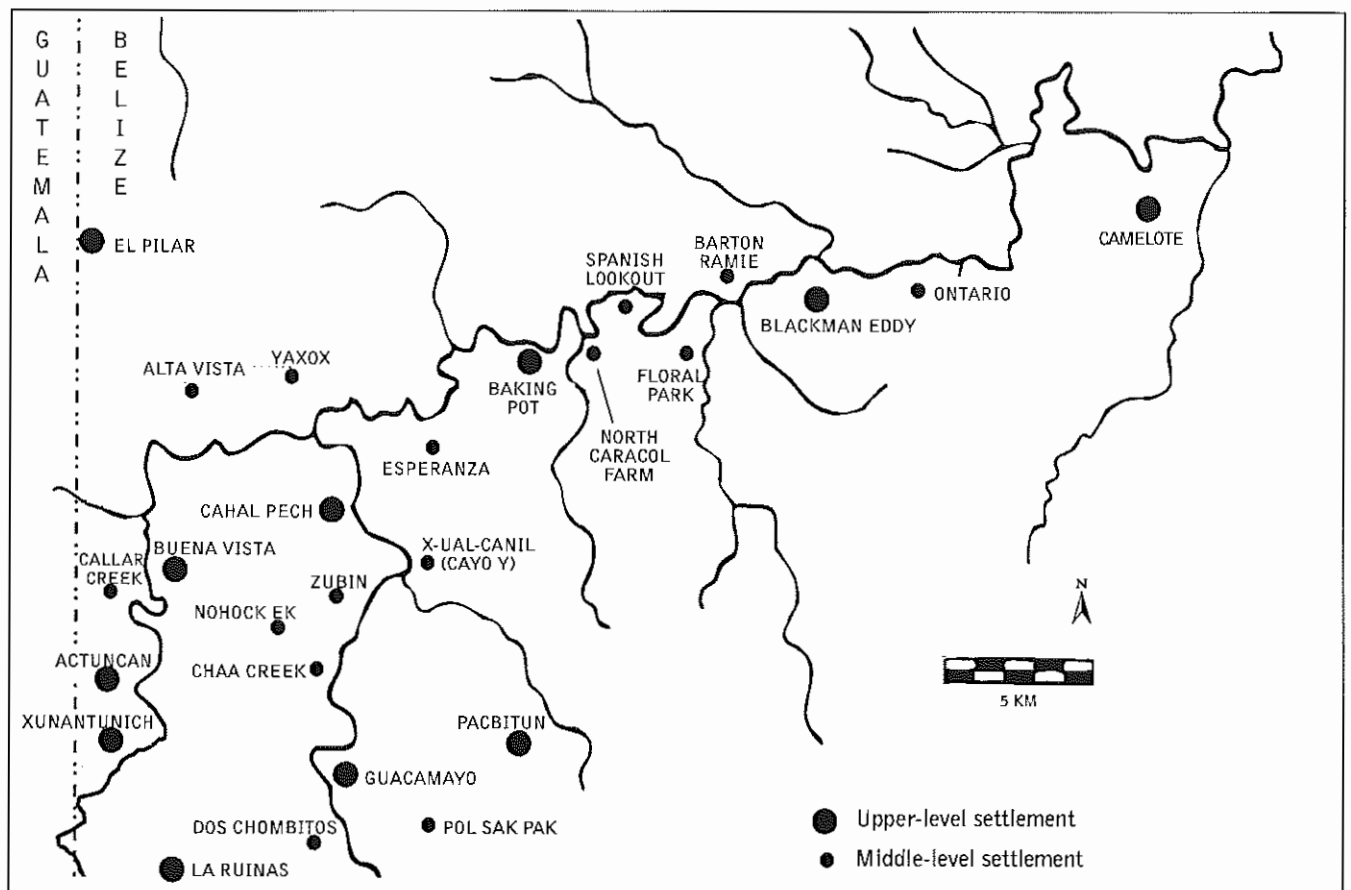 GUATEMALA
BELIZE
EL PILAR
CAMELOTE
BARTON
RAMIE
SPANISH
LOOKOUT
ONTARIO
BLACKMAN EDDY
YAXOX
ALTA VISTA
BAKING
POT
FLORAL
PARK
NORTH
CARACOL
FARM
ESPERANZA
CAHAL PECH
BUENA VISTA
X-UAL-CANIL
(CAYO Y)
CALLAR
CREEK
ZUBIN
NOHOCK EK
N
ACTUNCAN
CHAA CREEK
5 KM
XUNANTUNICH
PACBITUN
GUACAMAYO
DOS CHOMBITOS
POL SAK PAK
LA RUINAS
Upper-level settlement
Middle-level settlement